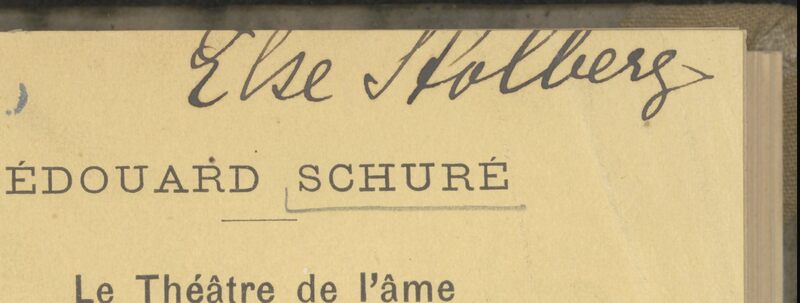 Else Stolberg
ÉDOUARD SCHURÉ
Le Théâtre de l'âme